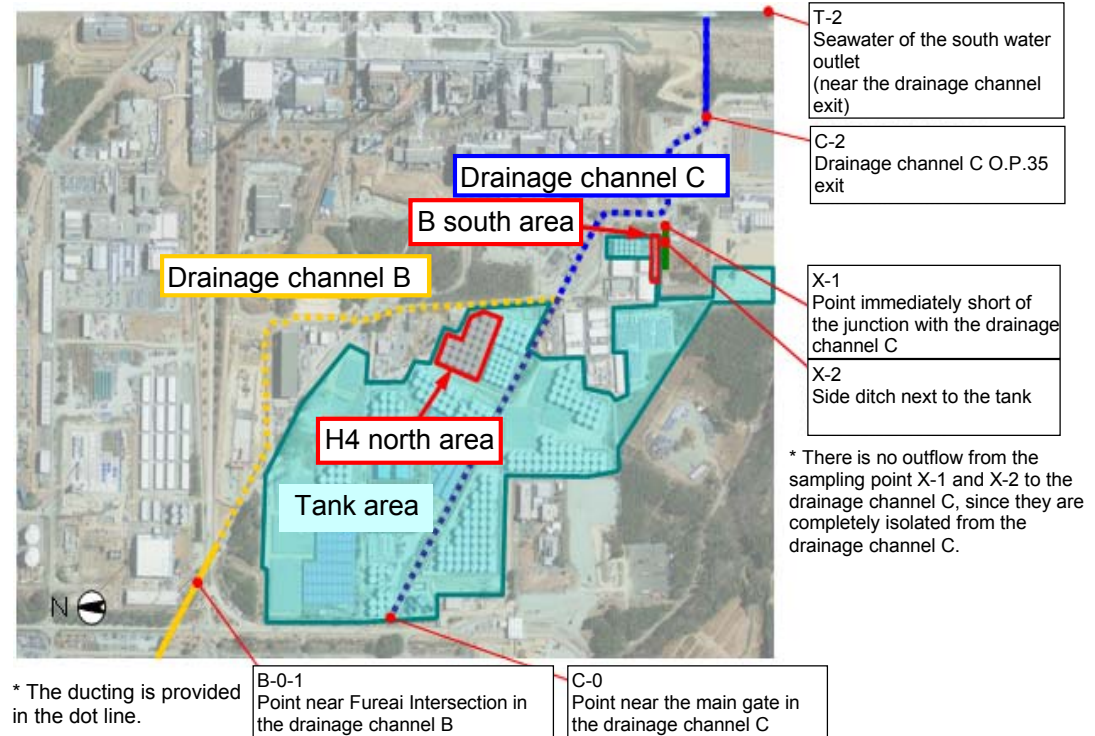 T-2
Seawater of the south water
outlet
(near the drainage channel
exit)
C-2
Drainage channel C O.P.35
exit
Drainage channel C
B south area
Drainage channel B
X-1
Point immediately short of
the junction with the drainage
channel C
X-2
Side ditch next to the tank
H4 north area
* There is no outflow from the
sampling point X-1 and X-2 to the
drainage channel C, since they are
completely isolated from the
drainage channel C.
Tank area
N
* The ducting is provided
in the dot line.
B-0-1
Point near Fureai Intersection in
the drainage channel B
C-0
Point near the main gate in
the drainage channel C